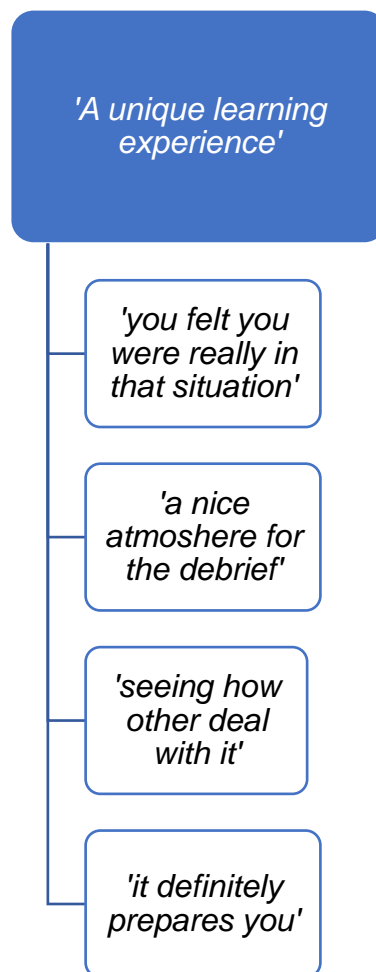 'A unique learning
experience'
'you felt you
were really in
that situation'
'a nice
atmoshere for
the debrief'
'seeing how
other deal
with it'
'it definitely
prepares you'